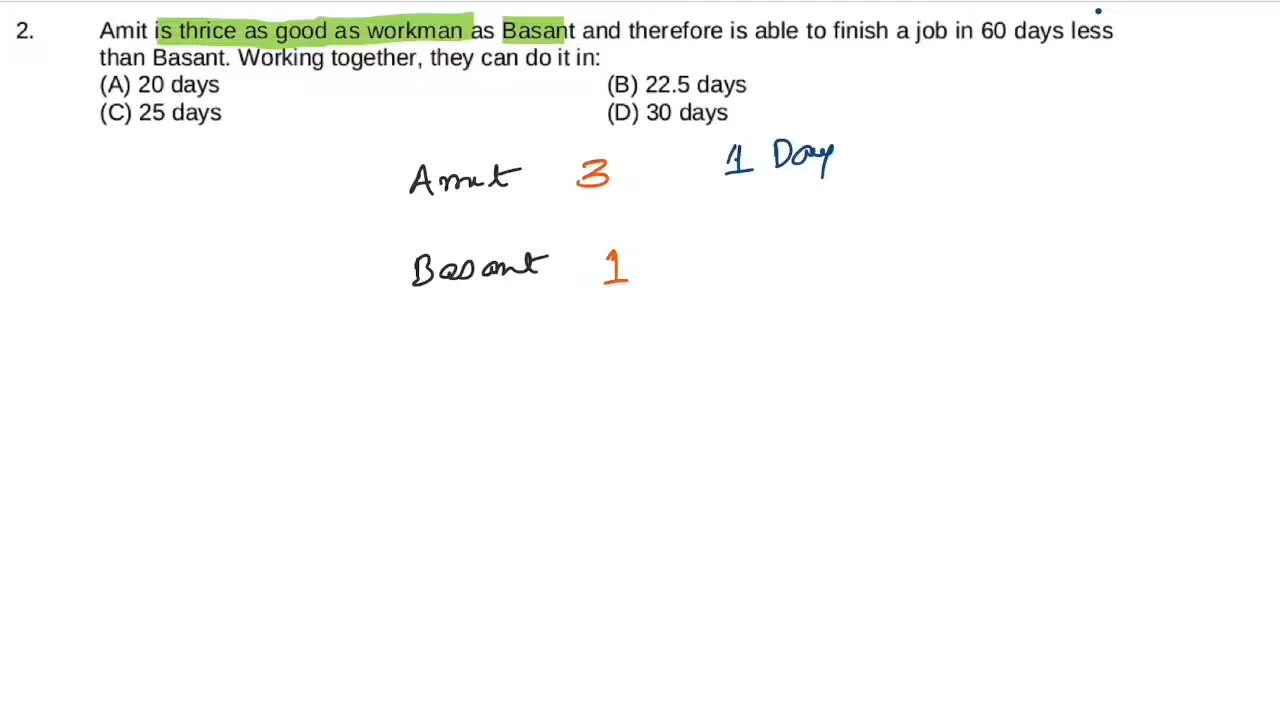 2. Amit is thrice as good as workman as Basant and therefore is able to finish a job in 60 days less
than Basant. Working together, they can do it in:
(A) 20 days (B) 22.5 days
(C) 25 days (D) 30 days
Amit 3 1 Day
Basant 1